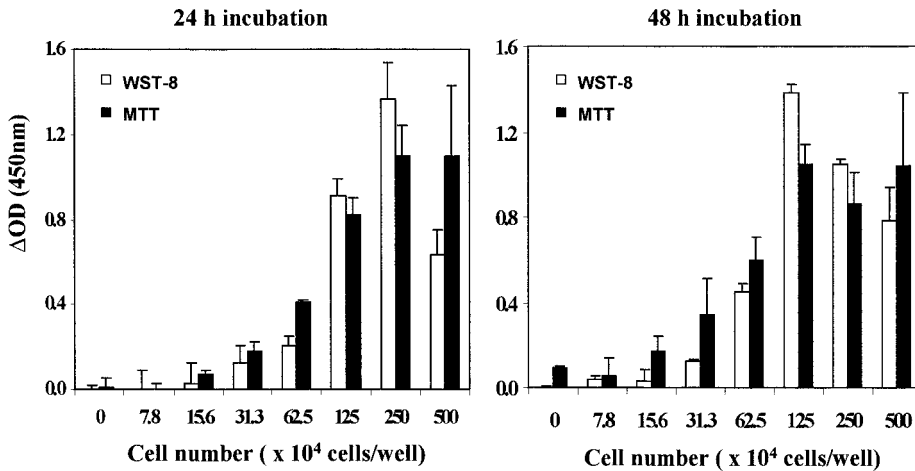 24 h incubation
48 h incubation
ΔOD (450nm)
1.6
1.2
0.8
0.4
0.0
WST-8
MTT
0 7.8 15.6 31.3 62.5 125 250 500
Cell number ( x 10⁴ cells/well)
1.6
1.2
0.8
0.4
0.0
WST-8
MTT
0 7.8 15.6 31.3 62.5 125 250 500
Cell number ( x 10⁴ cells/well)